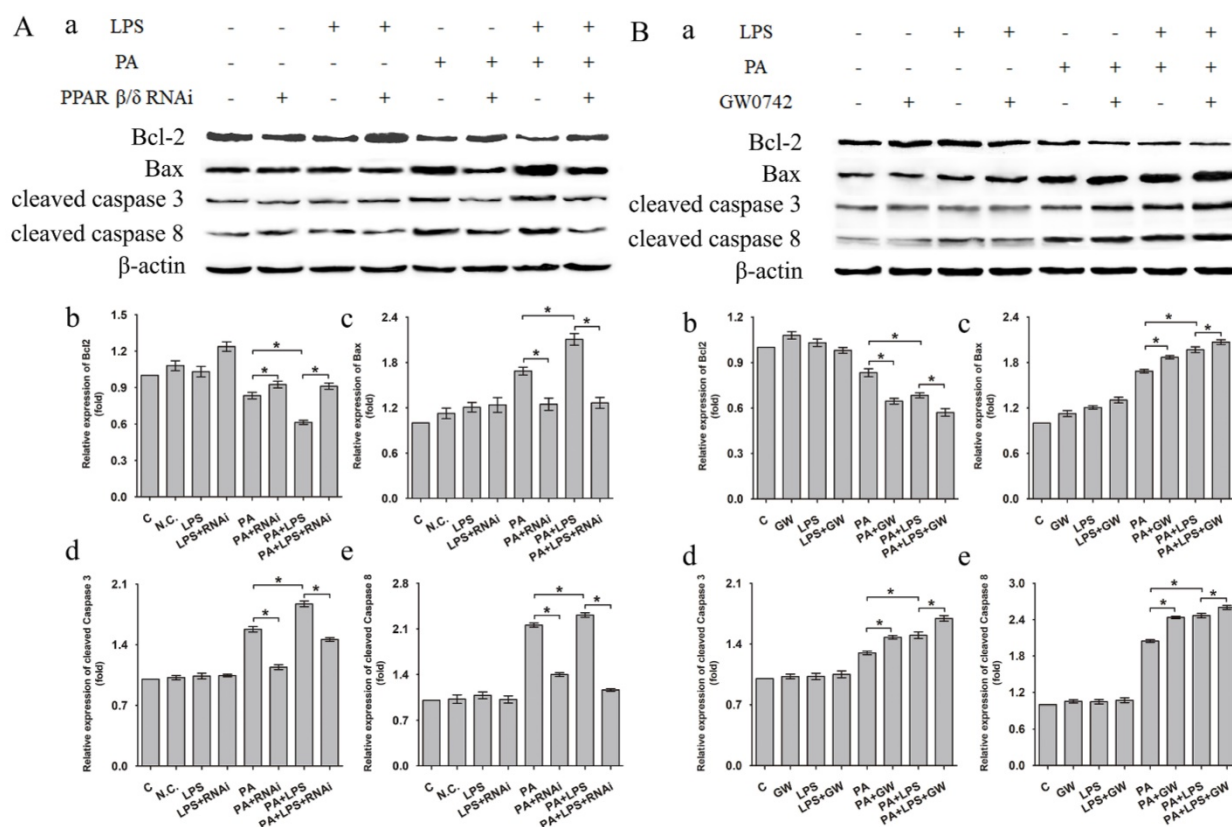 A a LPS - - + + - - + +
PA - - - - + + + +
PPAR β/δ RNAi - + - + - + - +
Bcl-2
Bax
cleaved caspase 3
cleaved caspase 8
β-actin
B a LPS - - + + - - + +
PA - - - - + + + +
GW0742 - + - + - + - +
Bcl-2
Bax
cleaved caspase 3
cleaved caspase 8
β-actin
b
Relative expression of Bcl2
(fold)
1.5
1.2
0.9
0.6
0.3
0.0
* * *
C N.C. LPS LPS+RNAi PA PA+RNAi PA+LPS PA+LPS+RNAi
c
Relative expression of Bax
(fold)
2.4
1.8
1.2
0.6
0.0
* * *
C N.C. LPS LPS+RNAi PA PA+RNAi PA+LPS PA+LPS+RNAi
b
Relative expression of Bcl2
(fold)
1.2
0.9
0.6
0.3
0.0
* * *
C GW LPS LPS+GW PA PA+GW PA+LPS PA+LPS+GW
c
Relative expression of Bax
(fold)
2.4
2.0
1.6
1.2
0.8
0.4
0.0
* * *
C GW LPS LPS+GW PA PA+GW PA+LPS PA+LPS+GW
d
Relative expression of cleaved Caspase 3
(fold)
2.1
1.4
0.7
0.0
* * *
C N.C. LPS LPS+RNAi PA PA+RNAi PA+LPS PA+LPS+RNAi
e
Relative expression of cleaved Caspase 8
(fold)
2.8
2.1
1.4
0.7
0.0
* * *
C N.C. LPS LPS+RNAi PA PA+RNAi PA+LPS PA+LPS+RNAi
d
Relative expression of cleaved Caspase 3
(fold)
2.1
1.4
0.7
0.0
* * *
C GW LPS LPS+GW PA PA+GW PA+LPS PA+LPS+GW
e
Relative expression of cleaved Caspase 8
(fold)
3.0
2.4
1.8
1.2
0.6
0.0
* * *
C GW LPS LPS+GW PA PA+GW PA+LPS PA+LPS+GW